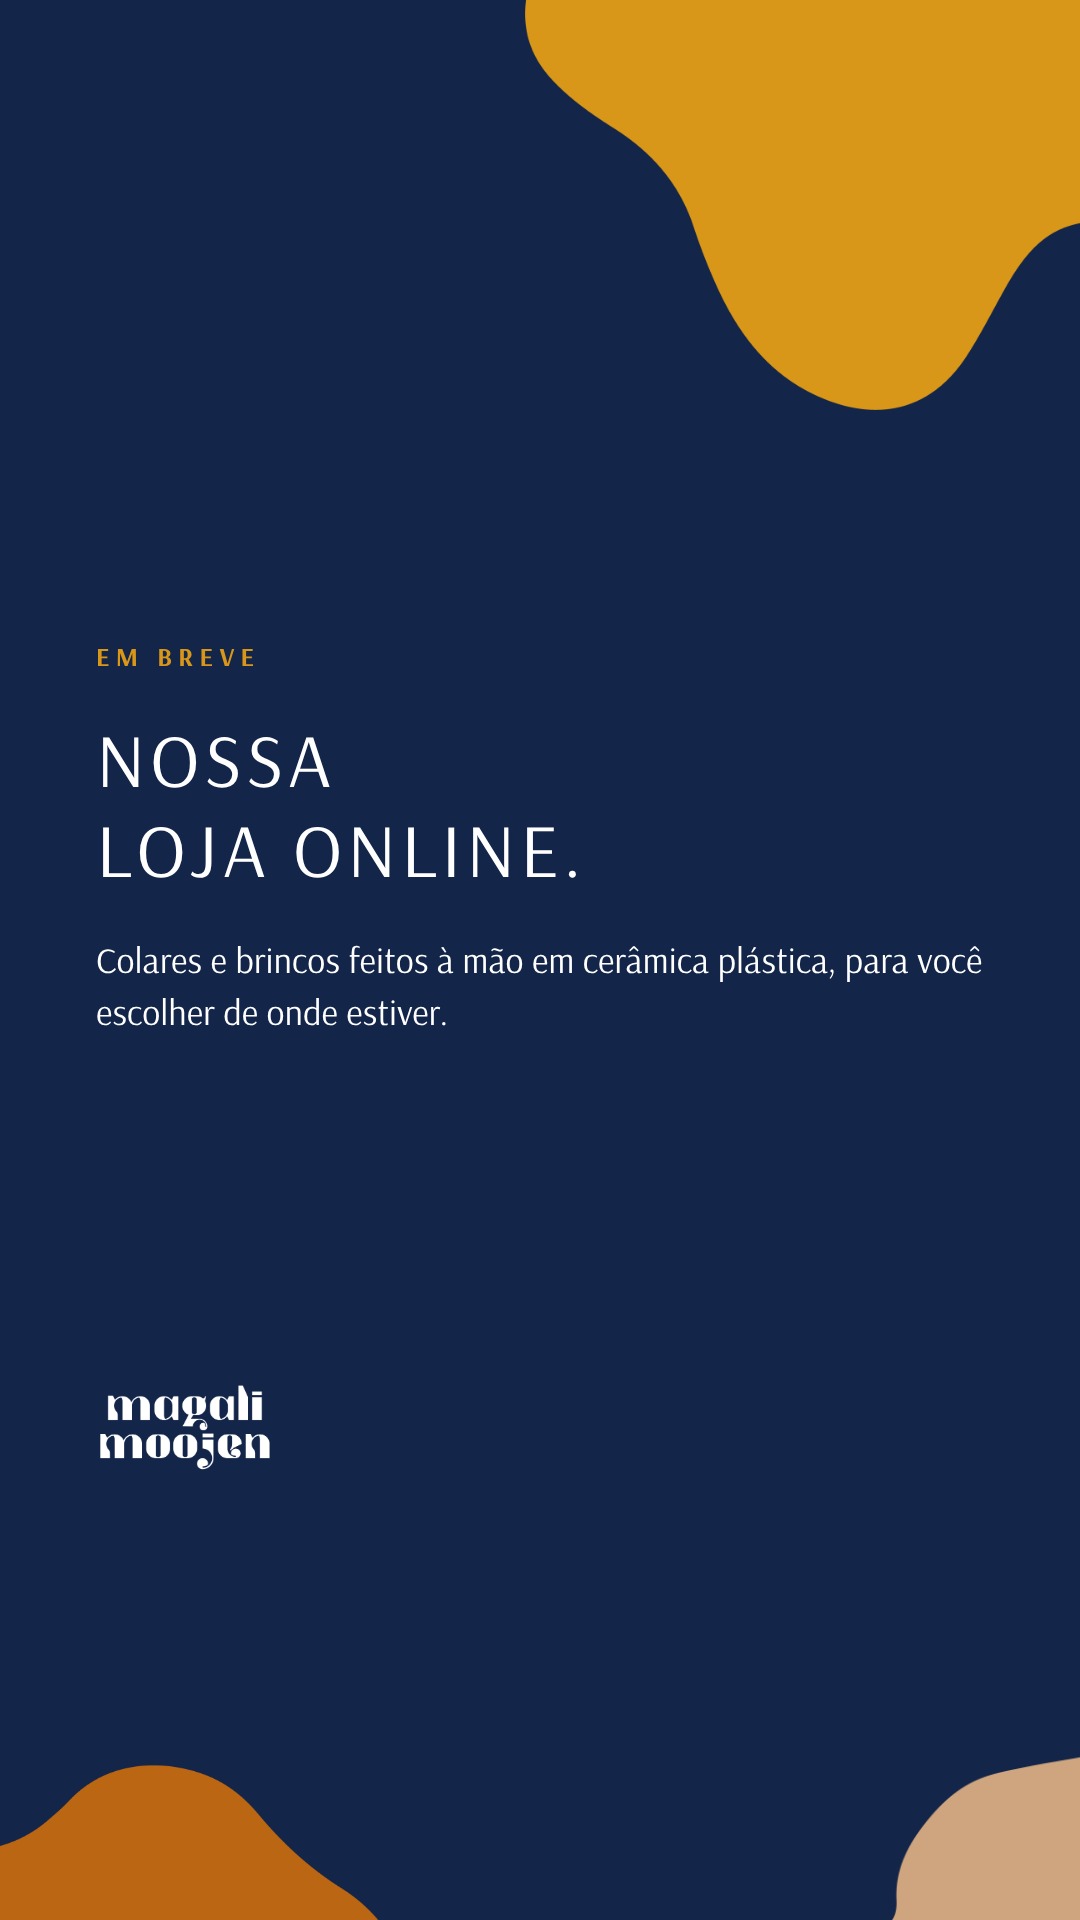 EM BREVE
NOSSA
LOJA ONLINE.
Colares e brincos feitos à mão em cerâmica plástica, para você
escolher de onde estiver.
magali
moojen